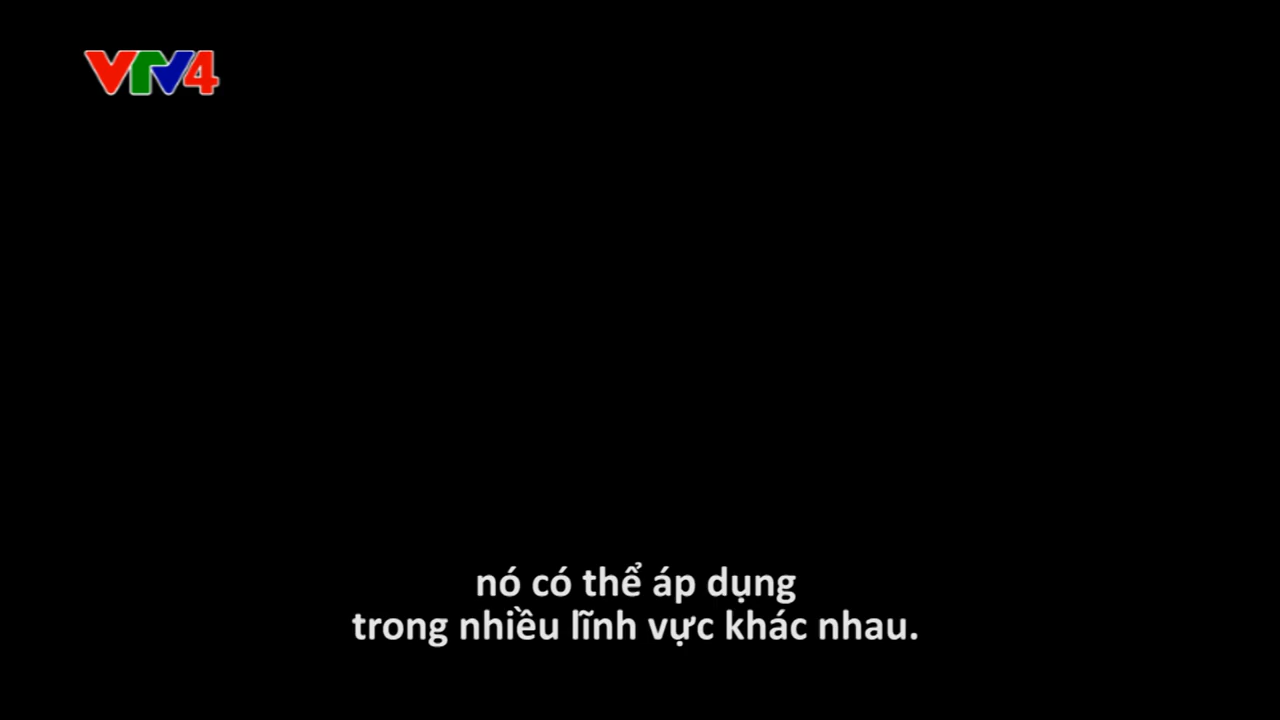 VTV4
nó có thể áp dụng
trong nhiều lĩnh vực khác nhau.